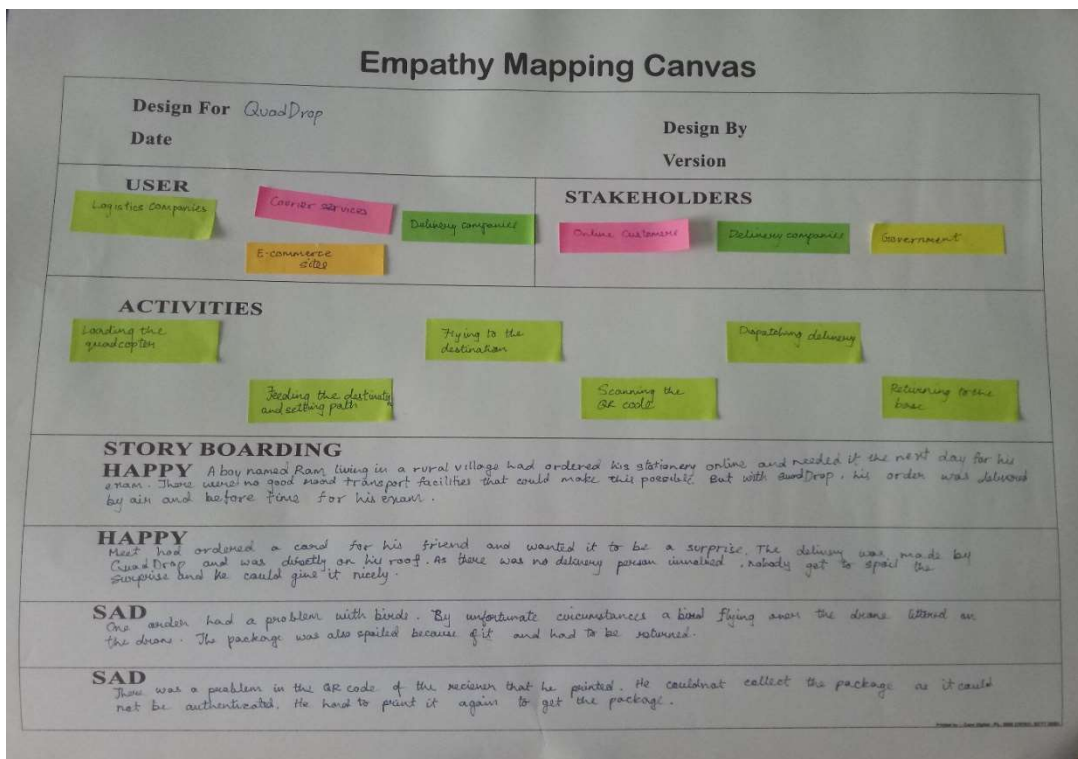 Empathy Mapping Canvas
Design For QuadDrop
Design By
Date
Version
USER
Logistics Companies
Courier services
Delivery companies
E-commerce
sites
STAKEHOLDERS
Online Customers
Delivery companies
Government
ACTIVITIES
Loading the
quadcopter
Flying to the
destination
Dispatching delivery
Feeding the destinatn
and setting path
Scanning the
QR code
Returning to the
base
STORY BOARDING
HAPPY A boy named Ram living in a rural village had ordered his stationery online and needed it the next day for his
exam. There were no good road transport facilities that could make this possible. But with QuadDrop, his order was delivered
by air and before time for his exam.
HAPPY
Meet had ordered a card for his friend and wanted it to be a surprise. The delivery was made by
QuadDrop and was directly on his roof. As there was no delivery person involved, nobody get to spoil the
surprise and he could give it nicely.
SAD
One order had a problem with birds. By unfortunate circumstances a bird flying over the drone littered on
the drone. The package was also spoiled because of it and had to be returned.
SAD
There was a problem in the QR code of the reciever that he printed. He couldnot collect the package as it could
not be authenticated. He had to print it again to get the package.